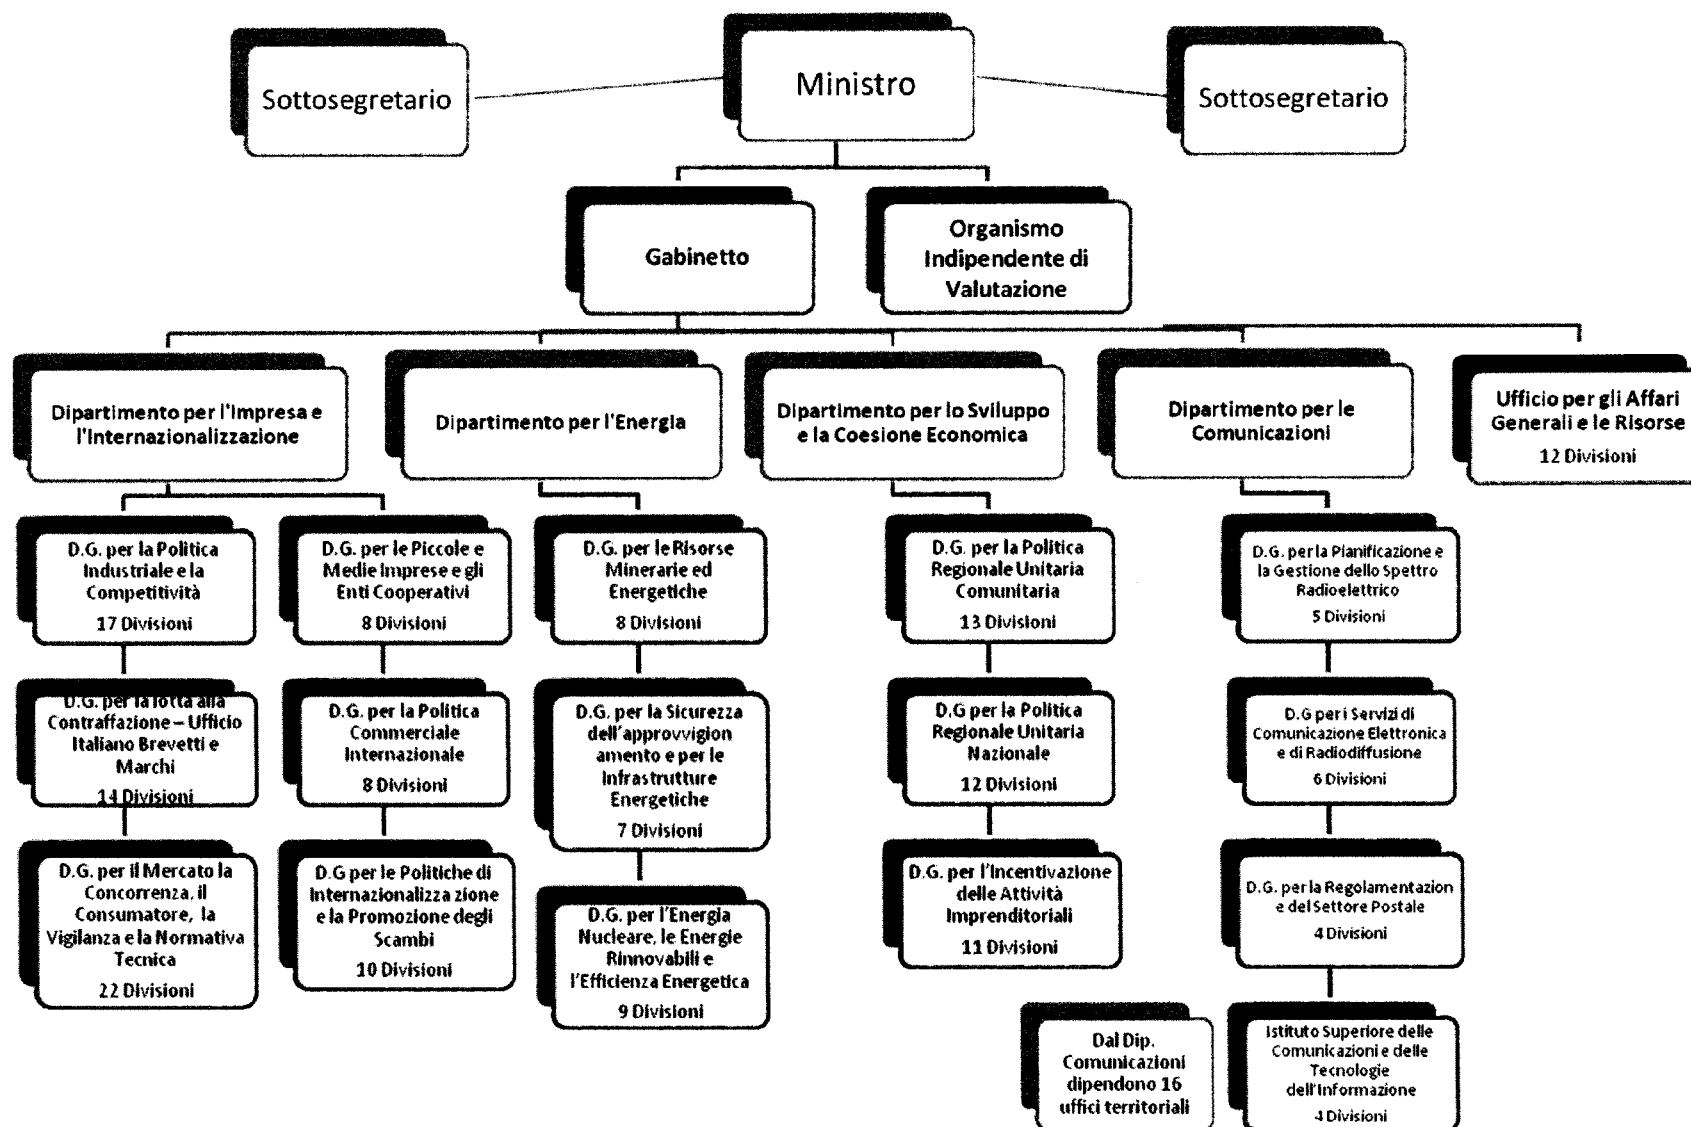 Sottosegretario
Ministro
Sottosegretario
Gabinetto
Organismo
Indipendente di
Valutazione
Dipartimento per l'Impresa e
l'Internazionalizzazione
Dipartimento per l'Energia
Dipartimento per lo Sviluppo
e la Coesione Economica
Dipartimento per le
Comunicazioni
Ufficio per gli Affari
Generali e le Risorse
12 Divisioni
D.G. per la Politica
Industriale e la
Competitività
17 Divisioni
D.G. per le Piccole e
Medie Imprese e gli
Enti Cooperativi
8 Divisioni
D.G. per le Risorse
Minerarie ed
Energetiche
8 Divisioni
D.G. per la Politica
Regionale Unitaria
Comunitaria
13 Divisioni
D.G. per la Pianificazione e
la Gestione dello Spettro
Radioelettrico
5 Divisioni
D.G. per la lotta alla
Contraffazione – Ufficio
Italiano Brevetti e
Marchi
14 Divisioni
D.G. per la Politica
Commerciale
Internazionale
8 Divisioni
D.G. per la Sicurezza
dell'approvvigion
amento e per le
Infrastrutture
Energetiche
7 Divisioni
D.G per la Politica
Regionale Unitaria
Nazionale
12 Divisioni
D.G per i Servizi di
Comunicazione Elettronica
e di Radiodiffusione
6 Divisioni
D.G. per il Mercato la
Concorrenza, il
Consumatore, la
Vigilanza e la Normativa
Tecnica
22 Divisioni
D.G per le Politiche di
Internazionalizza zione
e la Promozione degli
Scambi
10 Divisioni
D.G. per l'Energia
Nucleare, le Energie
Rinnovabili e
l'Efficienza Energetica
9 Divisioni
D.G. per l'Incentivazione
delle Attività
Imprenditoriali
11 Divisioni
D.G. per la Regolamentazion
e del Settore Postale
4 Divisioni
Dal Dip.
Comunicazioni
dipendono 16
uffici territoriali
Istituto Superiore delle
Comunicazioni e delle
Tecnologie
dell'Informazione
4 Divisioni